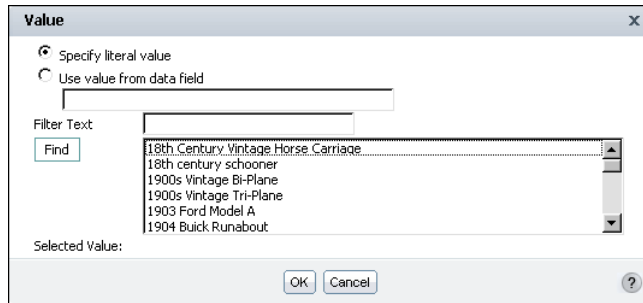 Value
x
Specify literal value
Use value from data field
Filter Text
Find
18th Century Vintage Horse Carriage
18th century schooner
1900s Vintage Bi-Plane
1900s Vintage Tri-Plane
1903 Ford Model A
1904 Buick Runabout
Selected Value:
OK Cancel ?